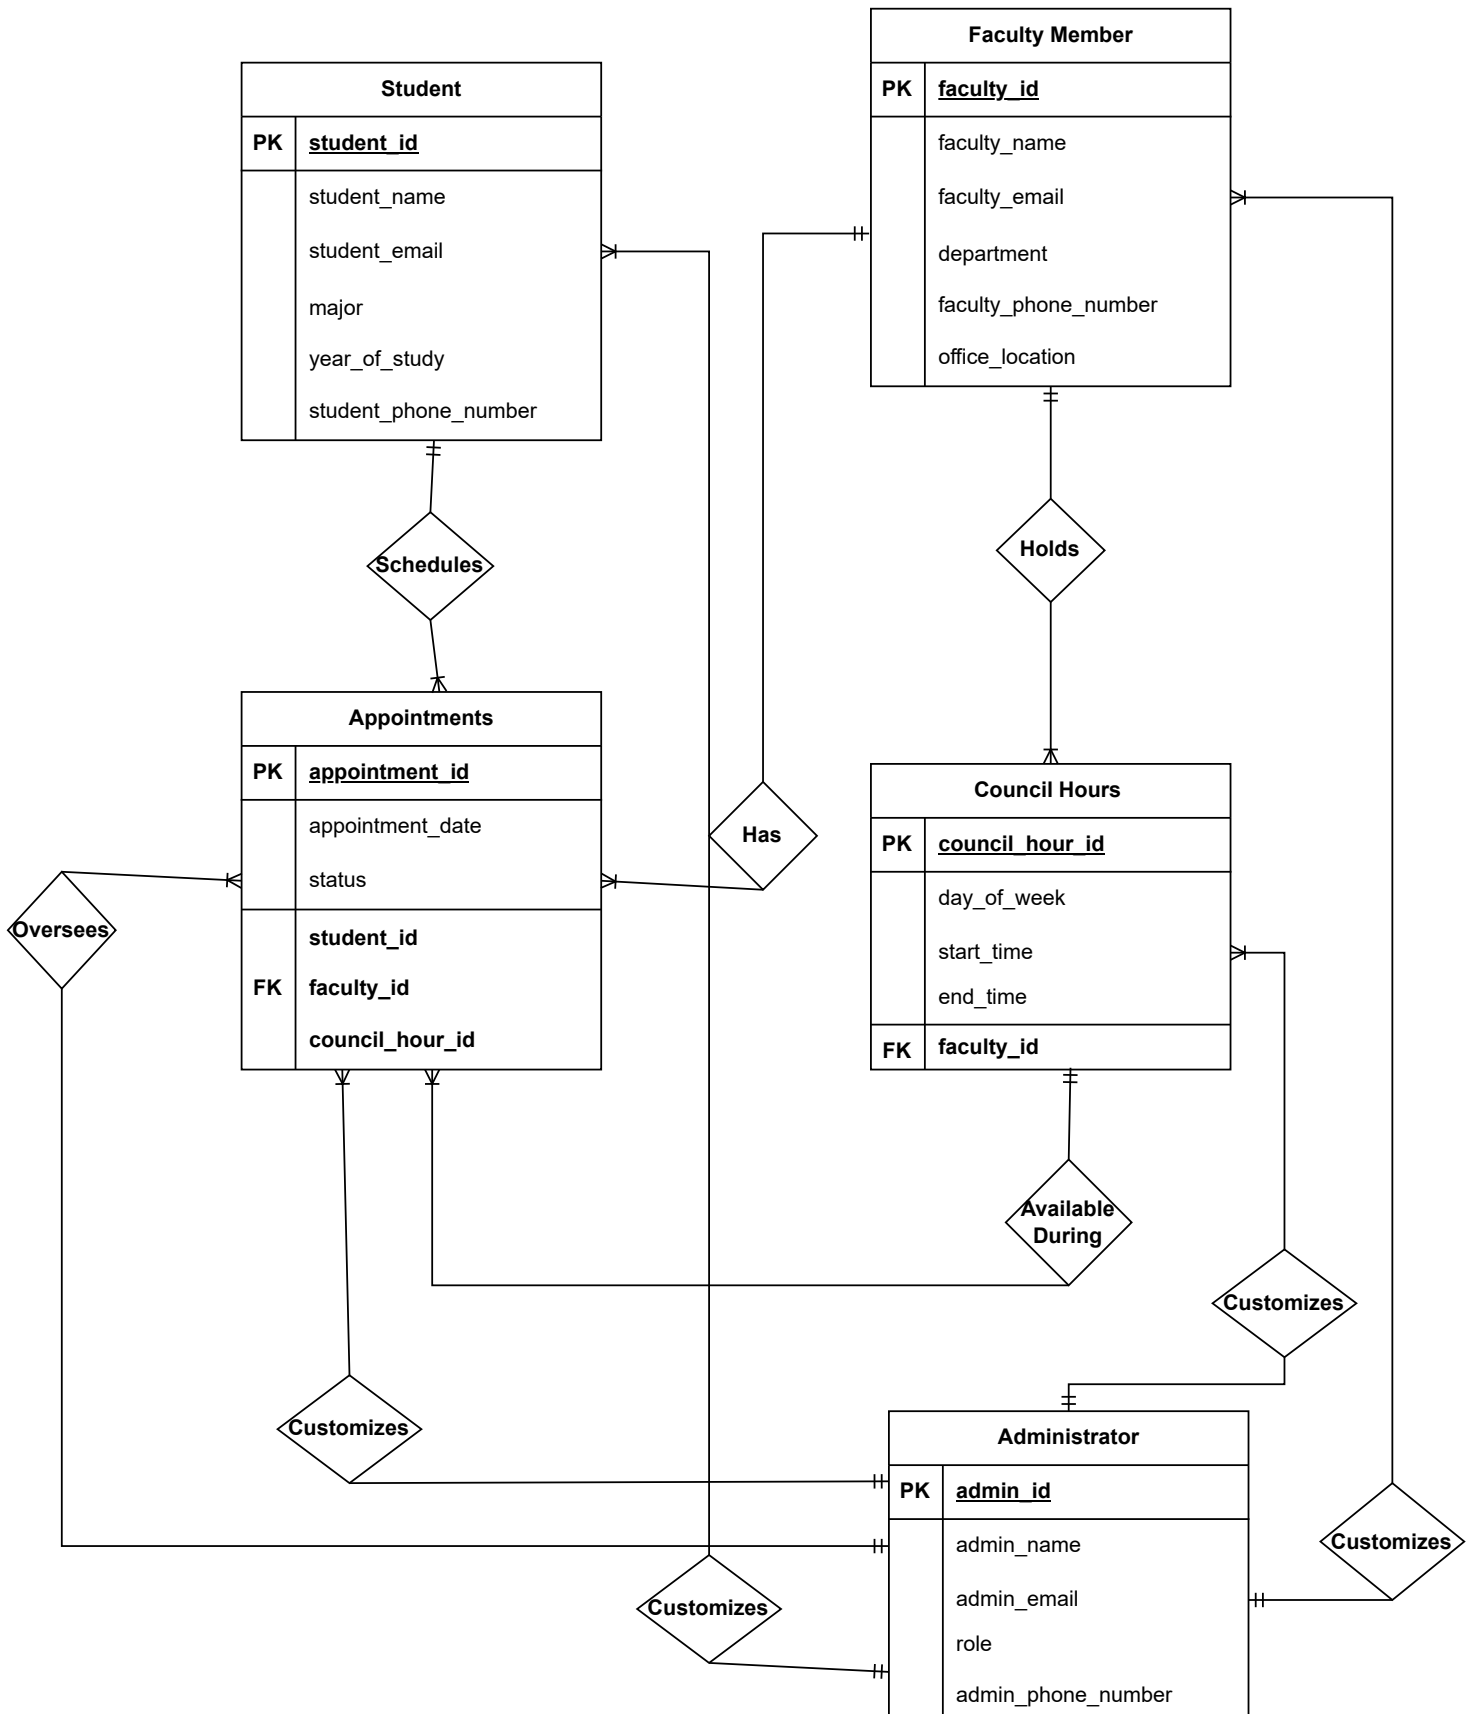 Student
PK student_id
student_name
student_email
major
year_of_study
student_phone_number
Faculty Member
PK faculty_id
faculty_name
faculty_email
department
faculty_phone_number
office_location
Schedules
Holds
Appointments
PK appointment_id
appointment_date
status
student_id
FK faculty_id
council_hour_id
Has
Oversees
Council Hours
PK council_hour_id
day_of_week
start_time
end_time
FK faculty_id
Available
During
Customizes
Customizes
Customizes
Customizes
Administrator
PK admin_id
admin_name
admin_email
role
admin_phone_number